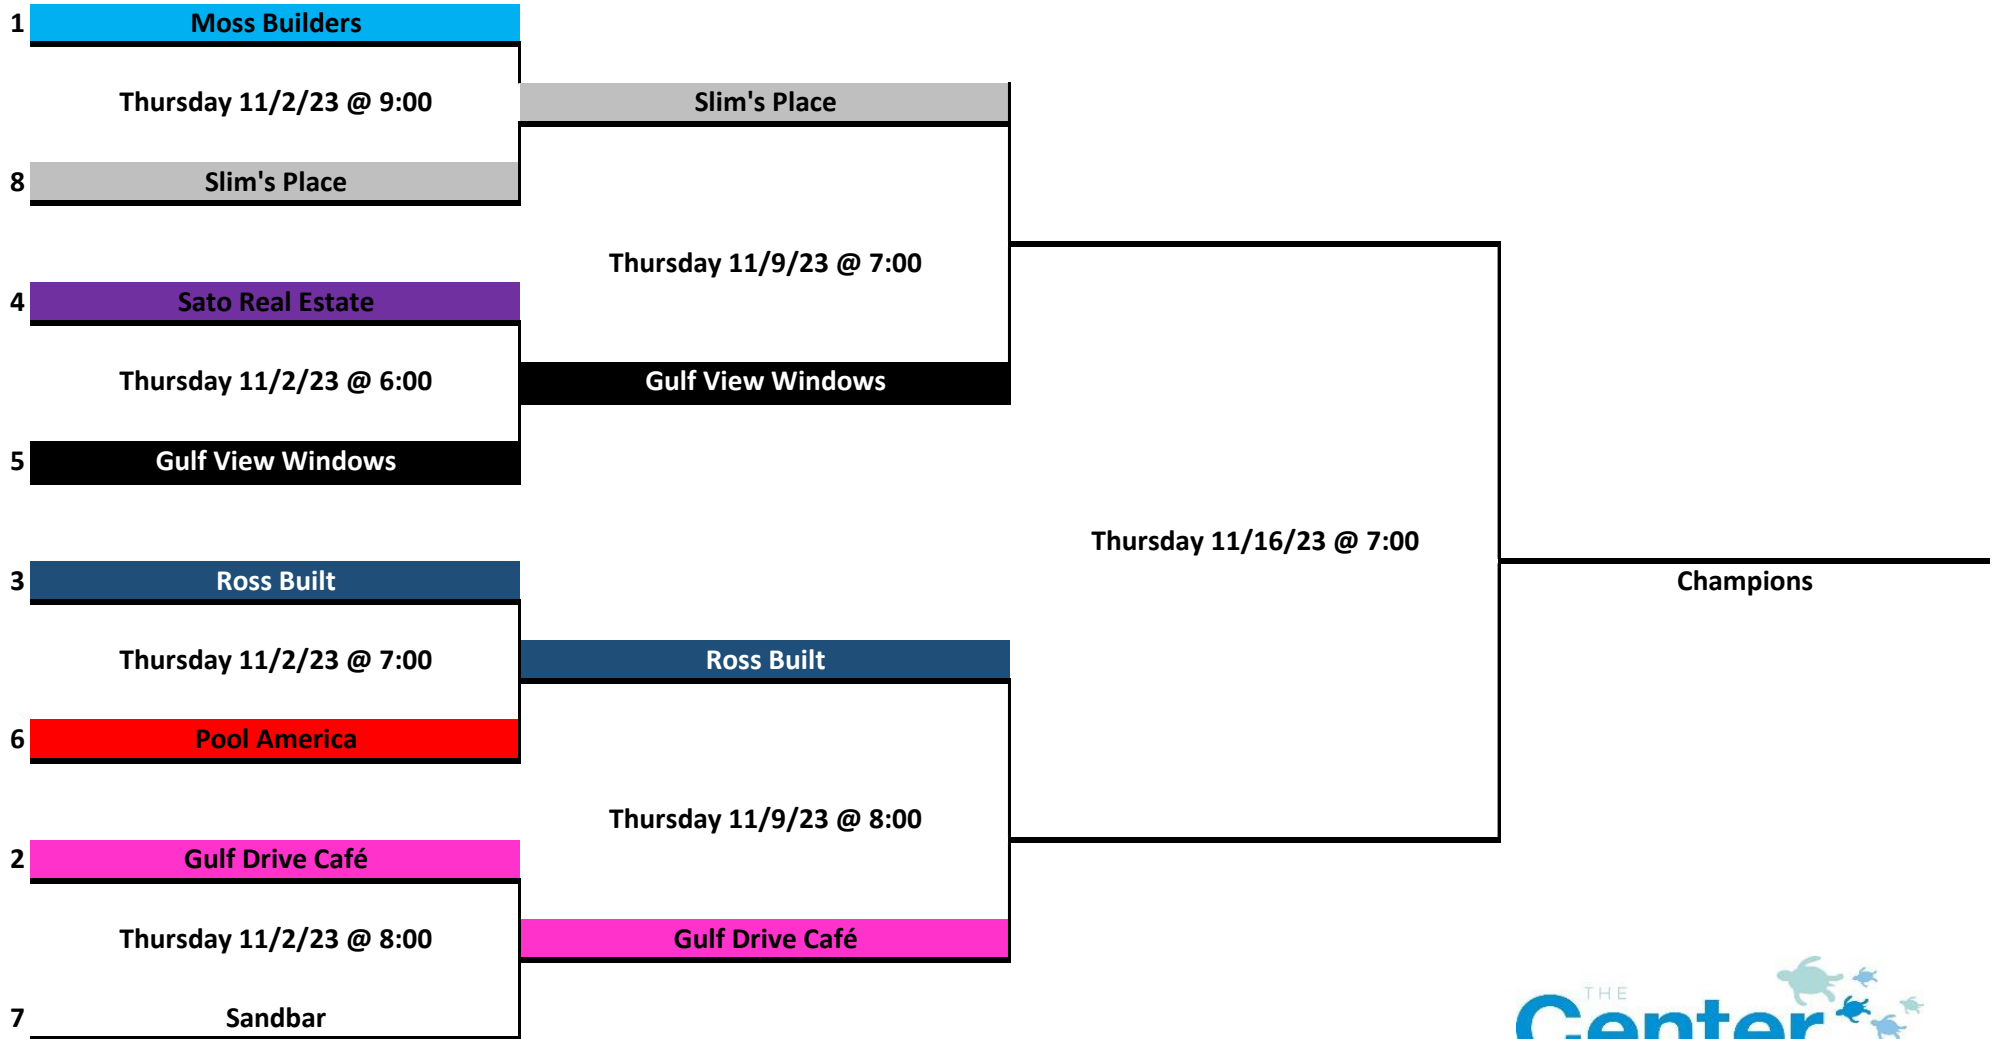 1 Moss Builders
Thursday 11/2/23 @ 9:00
Slim's Place
8 Slim's Place
Thursday 11/9/23 @ 7:00
4 Sato Real Estate
Thursday 11/2/23 @ 6:00
Gulf View Windows
5 Gulf View Windows
Thursday 11/16/23 @ 7:00
3 Ross Built
Champions
Thursday 11/2/23 @ 7:00
Ross Built
6 Pool America
Thursday 11/9/23 @ 8:00
2 Gulf Drive Café
Thursday 11/2/23 @ 8:00
Gulf Drive Café
7 Sandbar
THE
Center